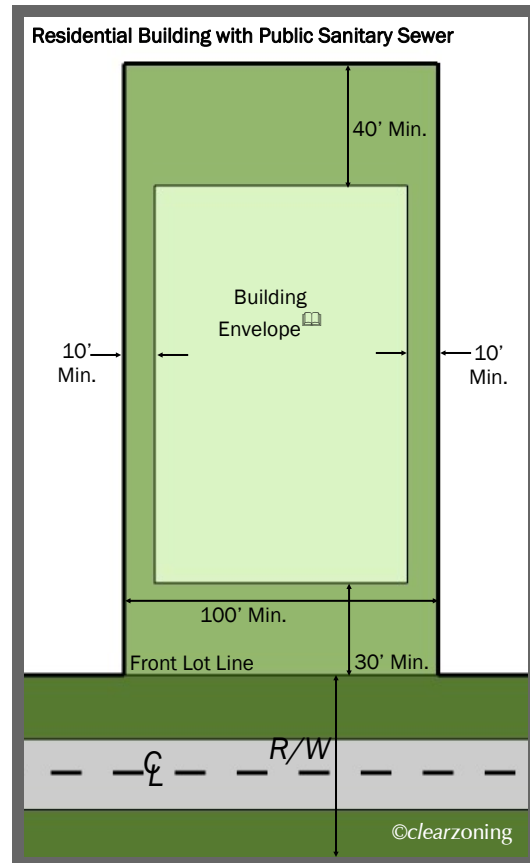 Residential Building with Public Sanitary Sewer
40’ Min.
Building
Envelope
10’
Min.
10’
Min.
100’ Min.
Front Lot Line
30’ Min.
R/W
℄
©clearzoning